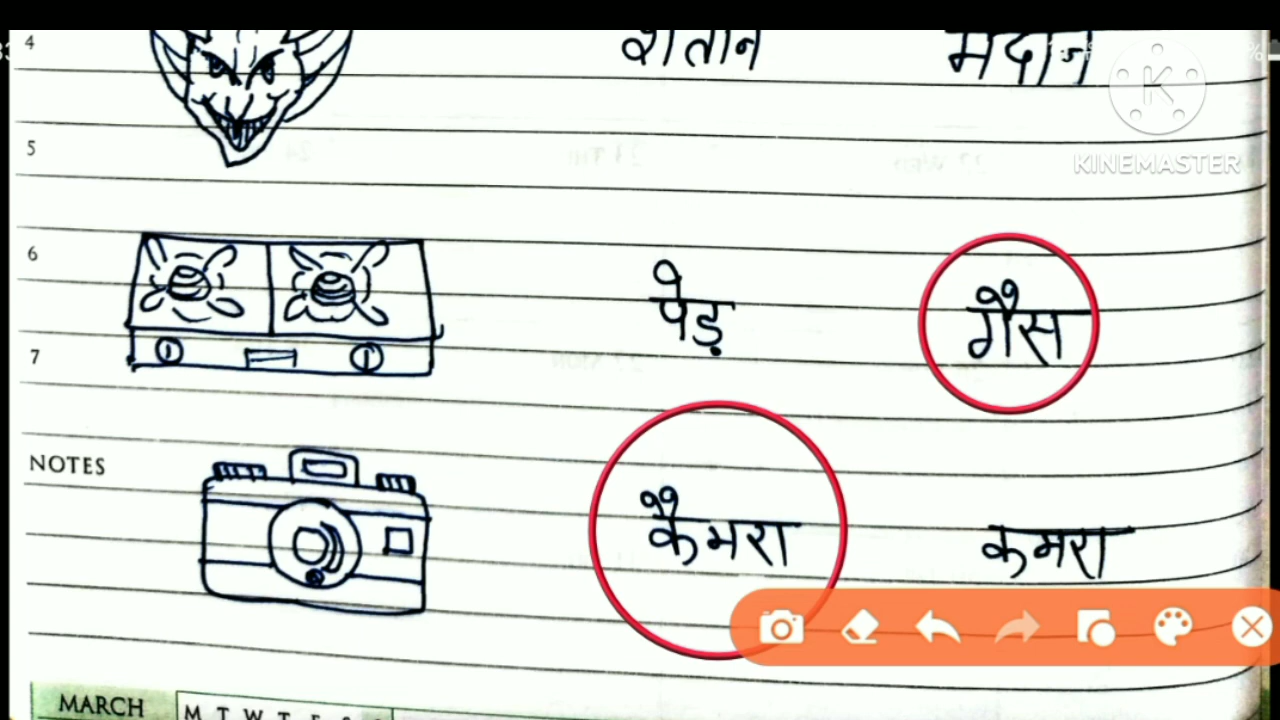 4 शैतान मैदान
KINEMASTER
5
6
पेड़ गैस
7
NOTES
कैमरा कमरा
MARCH
M T W T F S S